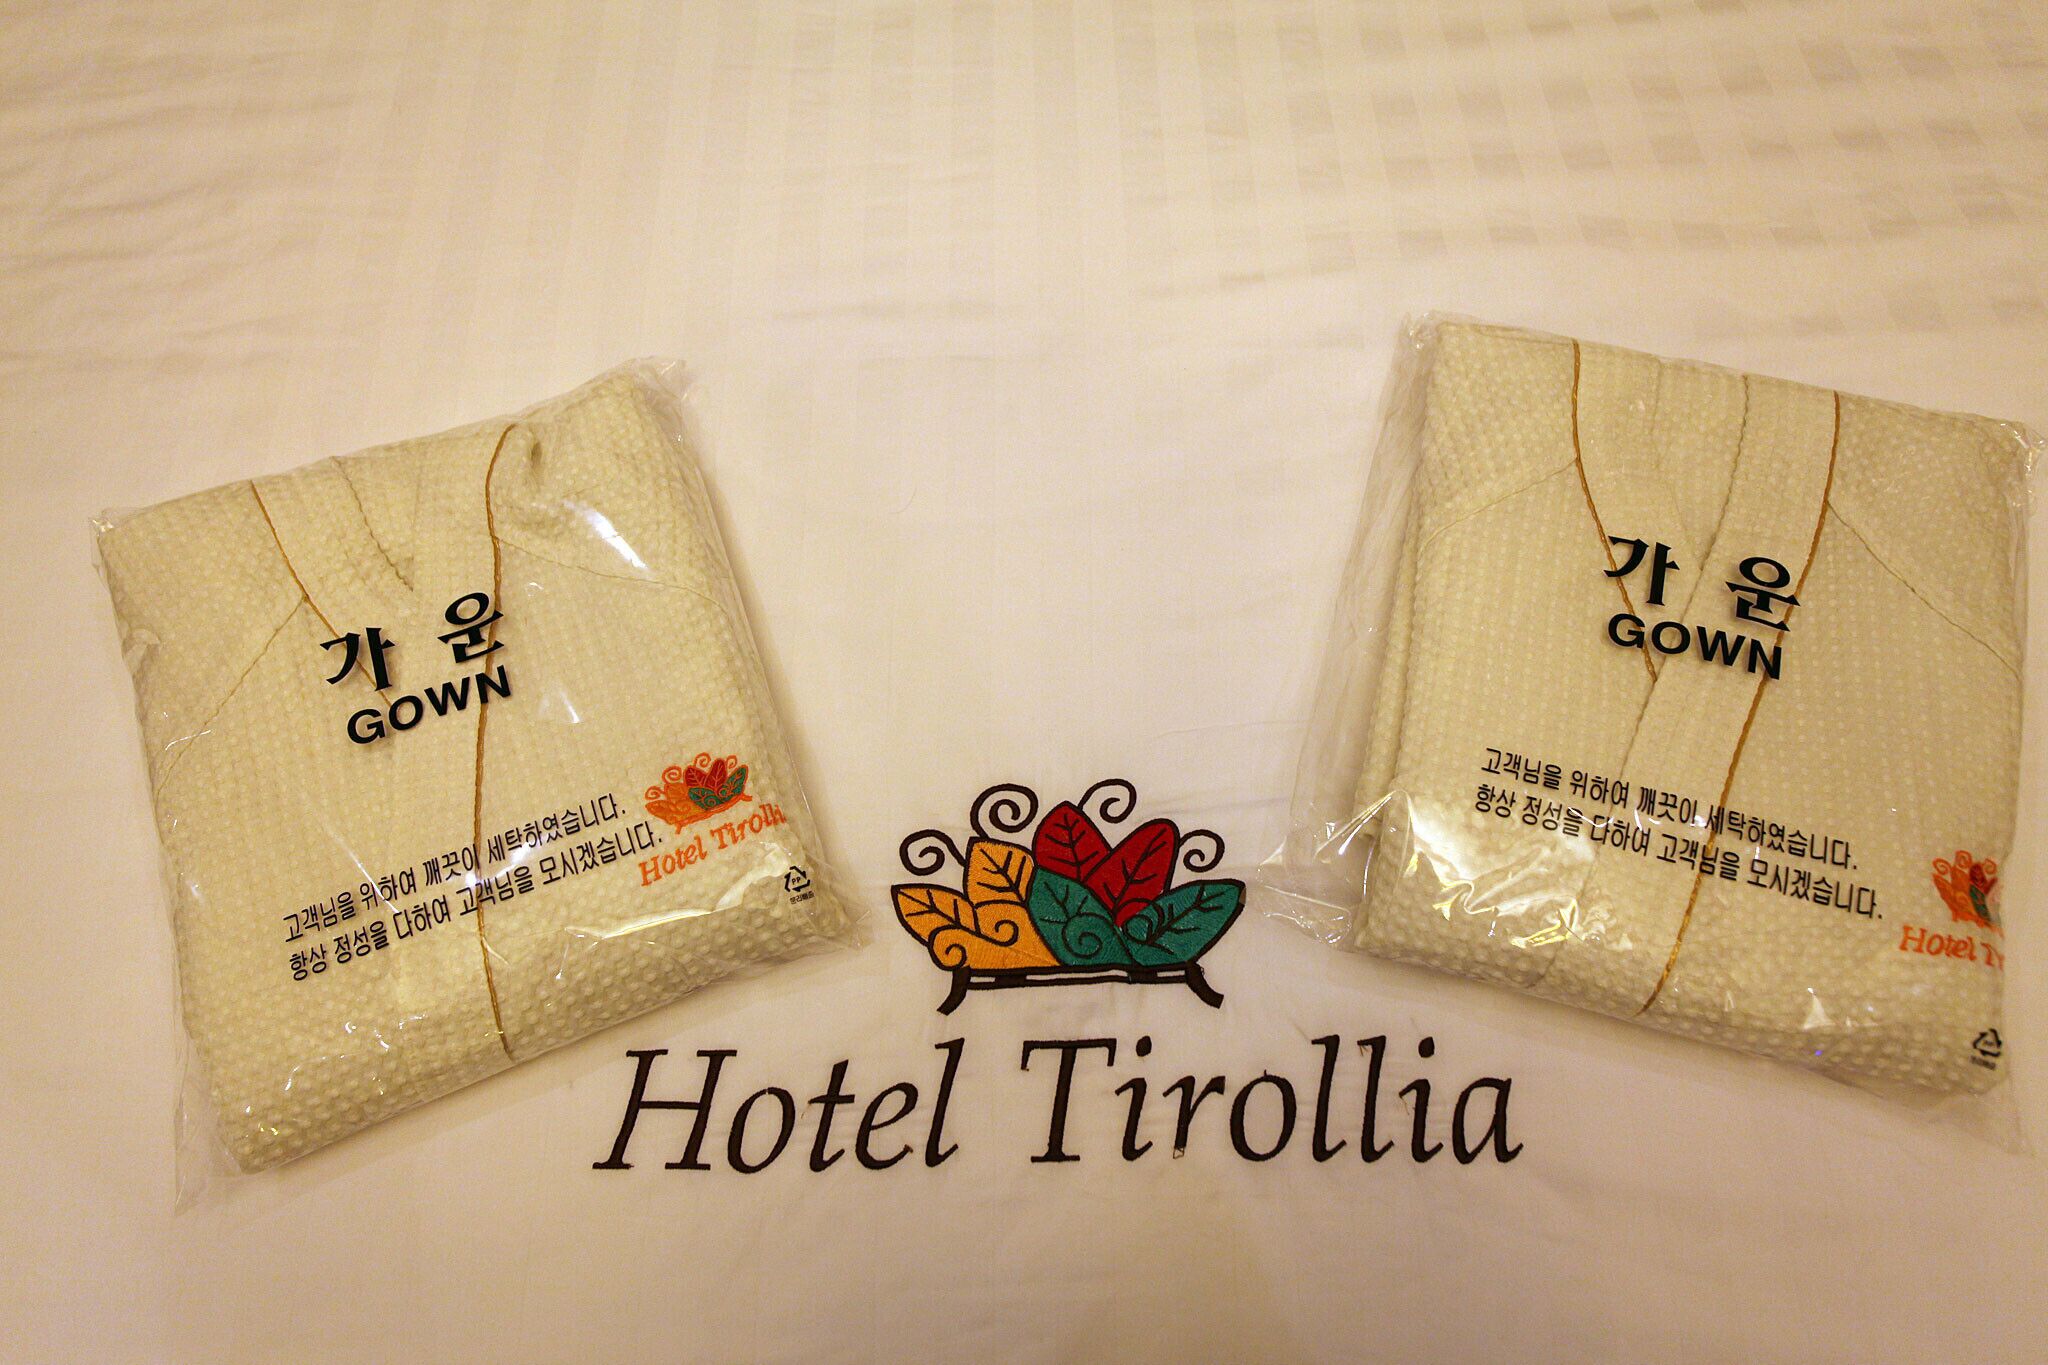 가운
GOWN
고객님을 위하여 깨끗이 세탁하였습니다.
항상 정성을 다하여 고객님을 모시겠습니다.
Hotel Tirolli
PP
가운
GOWN
고객님을 위하여 깨끗이 세탁하였습니다.
항상 정성을 다하여 고객님을 모시겠습니다.
Hotel T
Hotel Tirollia